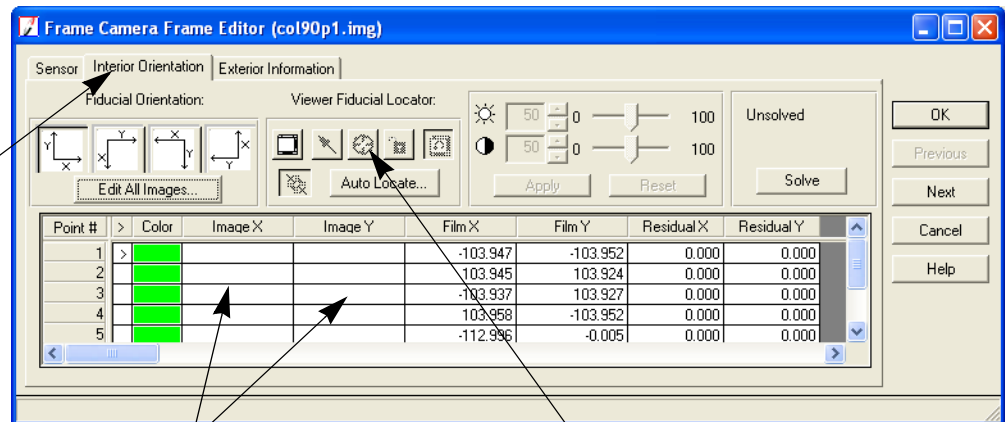 Frame Camera Frame Editor (col90p1.img)
Sensor Interior Orientation Exterior Information
Fiducial Orientation: Viewer Fiducial Locator:
Y X Y X X Y X Y
Edit All Images... Auto Locate...
50 0 100
50 0 100
Apply Reset
Unsolved
Solve
OK
Previous
Next
Cancel
Help
Point # > Color Image X Image Y Film X Film Y Residual X Residual Y
1 > -103.947 -103.952 0.000 0.000
2 103.945 103.924 0.000 0.000
3 -103.937 103.927 0.000 0.000
4 103.958 -103.952 0.000 0.000
5 -112.996 -0.005 0.000 0.000